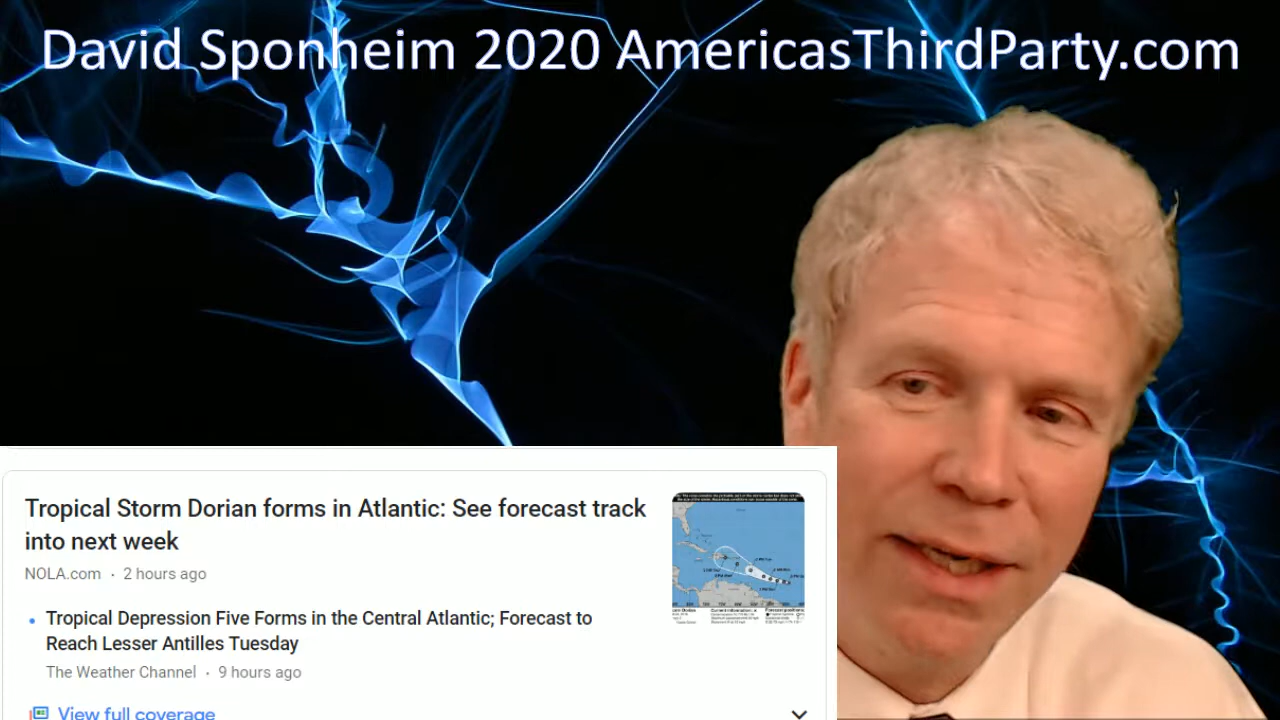 David Sponheim 2020 AmericasThirdParty.com
Tropical Storm Dorian forms in Atlantic: See forecast track
into next week
NOLA.com · 2 hours ago
• Tropical Depression Five Forms in the Central Atlantic; Forecast to
Reach Lesser Antilles Tuesday
The Weather Channel · 9 hours ago
View full coverage